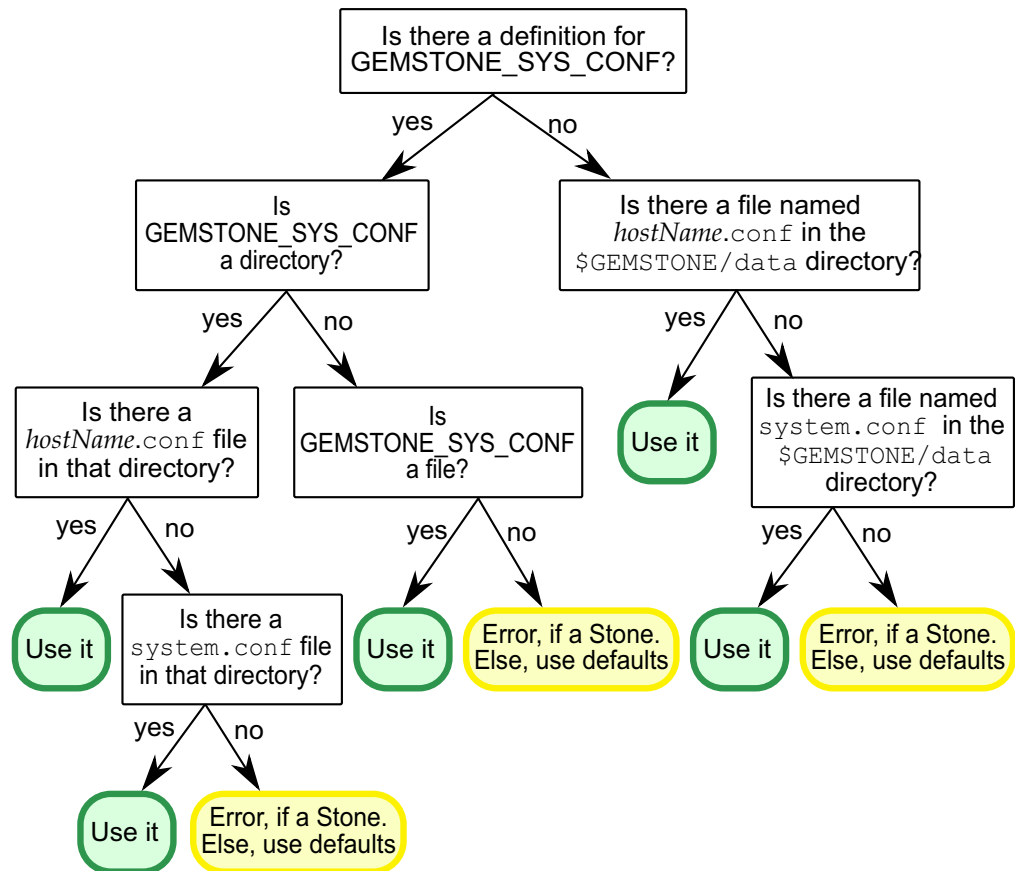 Is there a definition for
GEMSTONE_SYS_CONF?
yes
no
Is
GEMSTONE_SYS_CONF
a directory?
Is there a file named
hostName.conf in the
$GEMSTONE/data directory?
yes
no
yes
no
Is there a
hostName.conf file
in that directory?
Is
GEMSTONE_SYS_CONF
a file?
Use it
Is there a file named
system.conf in the
$GEMSTONE/data
directory?
yes
no
yes
no
yes
no
Use it
Is there a
system.conf file
in that directory?
Use it
Error, if a Stone.
Else, use defaults
Use it
Error, if a Stone.
Else, use defaults
yes
no
Use it
Error, if a Stone.
Else, use defaults